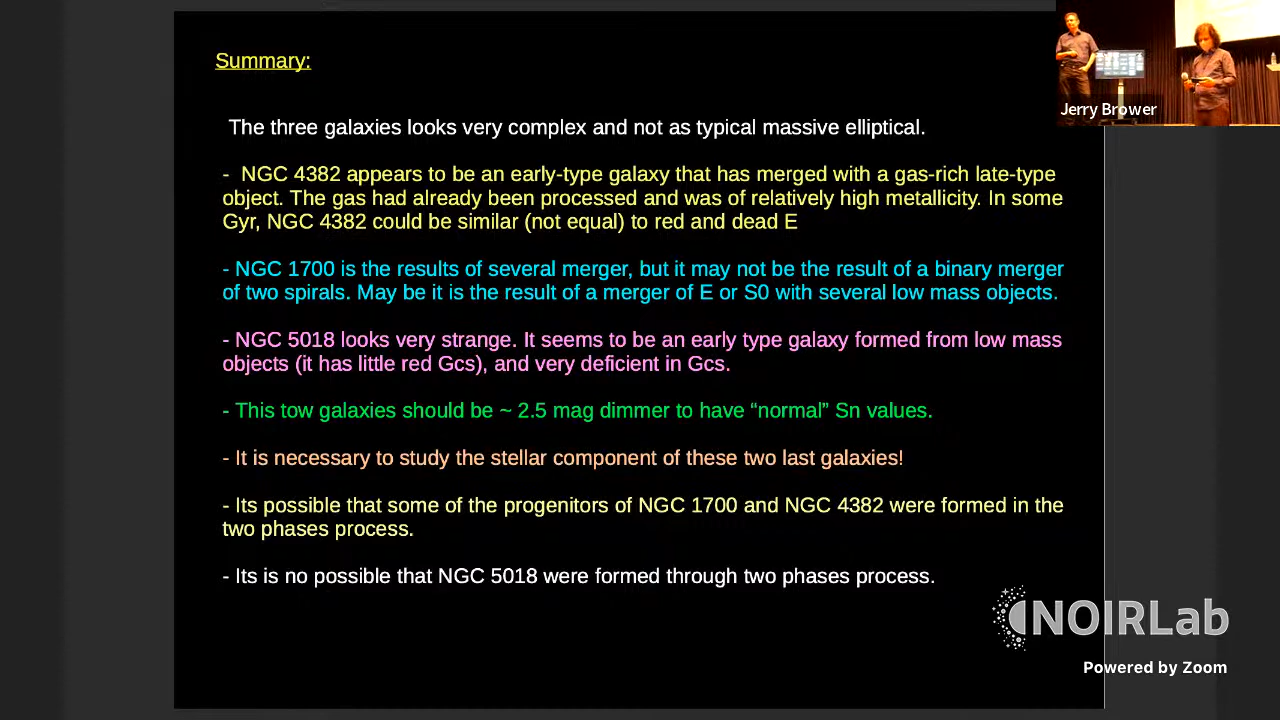 Summary:
The three galaxies looks very complex and not as typical massive elliptical.
- NGC 4382 appears to be an early-type galaxy that has merged with a gas-rich late-type
object. The gas had already been processed and was of relatively high metallicity. In some
Gyr, NGC 4382 could be similar (not equal) to red and dead E
- NGC 1700 is the results of several merger, but it may not be the result of a binary merger
of two spirals. May be it is the result of a merger of E or S0 with several low mass objects.
- NGC 5018 looks very strange. It seems to be an early type galaxy formed from low mass
objects (it has little red Gcs), and very deficient in Gcs.
- This tow galaxies should be ~ 2.5 mag dimmer to have “normal” Sn values.
- It is necessary to study the stellar component of these two last galaxies!
- Its possible that some of the progenitors of NGC 1700 and NGC 4382 were formed in the
two phases process.
- Its is no possible that NGC 5018 were formed through two phases process.
Jerry Brower
NOIRLab
Powered by Zoom